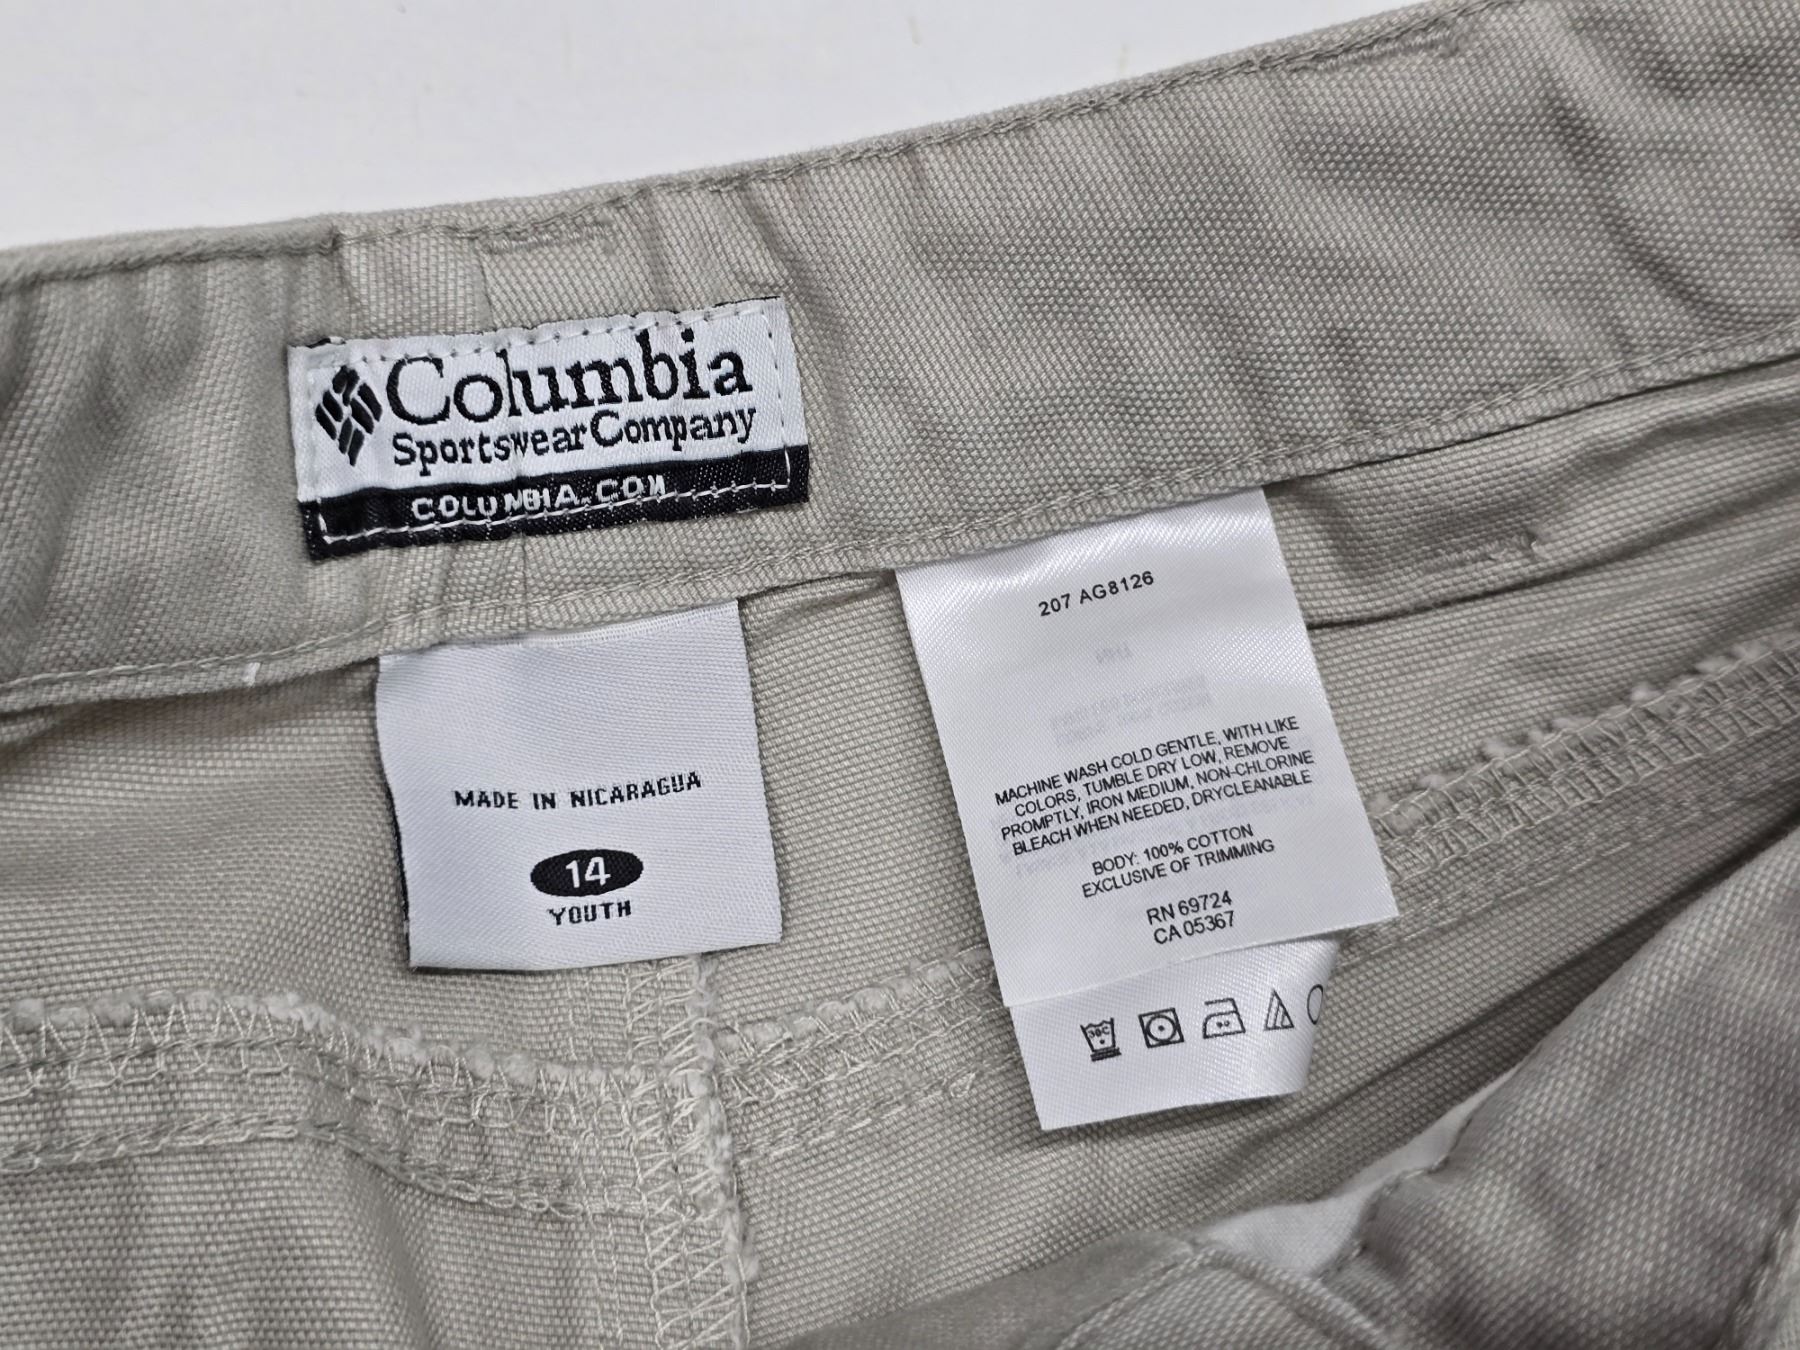 Columbia
Sportswear Company
COLUMBIA.COM
MADE IN NICARAGUA
14
YOUTH
207 AG8126
MACHINE WASH COLD GENTLE, WITH LIKE
COLORS, TUMBLE DRY LOW, REMOVE
PROMPTLY, IRON MEDIUM, NON-CHLORINE
BLEACH WHEN NEEDED, DRYCLEANABLE
BODY: 100% COTTON
EXCLUSIVE OF TRIMMING
RN 69724
CA 05367
30C